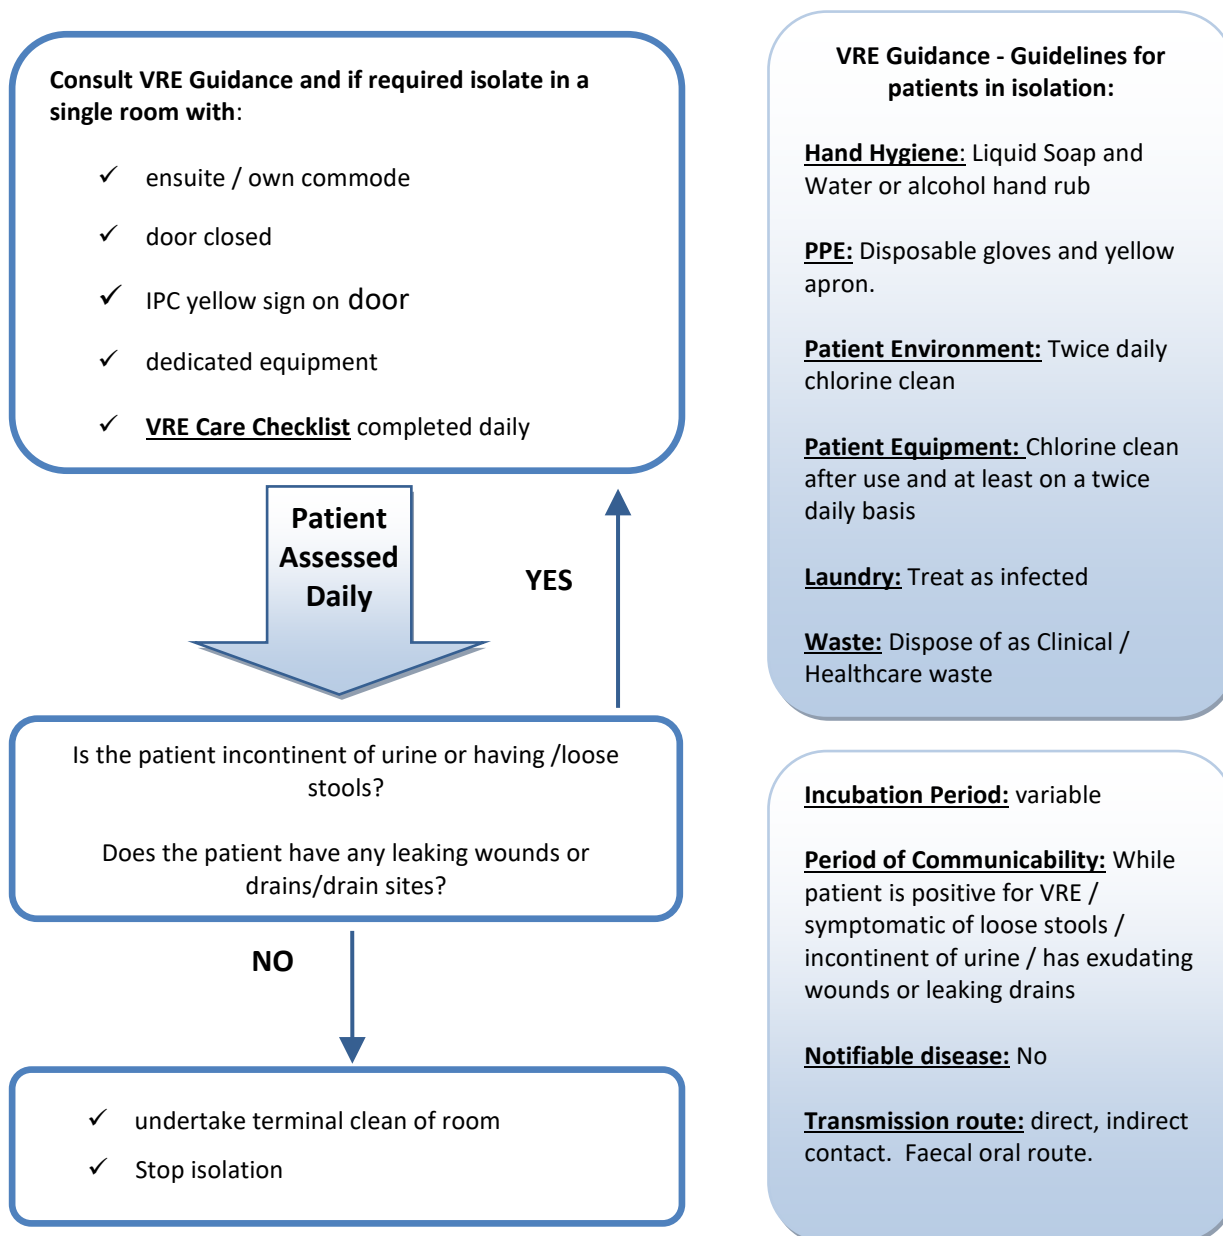 Consult VRE Guidance and if required isolate in a
single room with:
✓ ensuite / own commode
✓ door closed
✓ IPC yellow sign on door
✓ dedicated equipment
✓ VRE Care Checklist completed daily
Patient
Assessed
Daily
YES
Is the patient incontinent of urine or having /loose
stools?
Does the patient have any leaking wounds or
drains/drain sites?
NO
✓ undertake terminal clean of room
✓ Stop isolation
VRE Guidance - Guidelines for
patients in isolation:
Hand Hygiene: Liquid Soap and
Water or alcohol hand rub
PPE: Disposable gloves and yellow
apron.
Patient Environment: Twice daily
chlorine clean
Patient Equipment: Chlorine clean
after use and at least on a twice
daily basis
Laundry: Treat as infected
Waste: Dispose of as Clinical /
Healthcare waste
Incubation Period: variable
Period of Communicability: While
patient is positive for VRE /
symptomatic of loose stools /
incontinent of urine / has exudating
wounds or leaking drains
Notifiable disease: No
Transmission route: direct, indirect
contact. Faecal oral route.